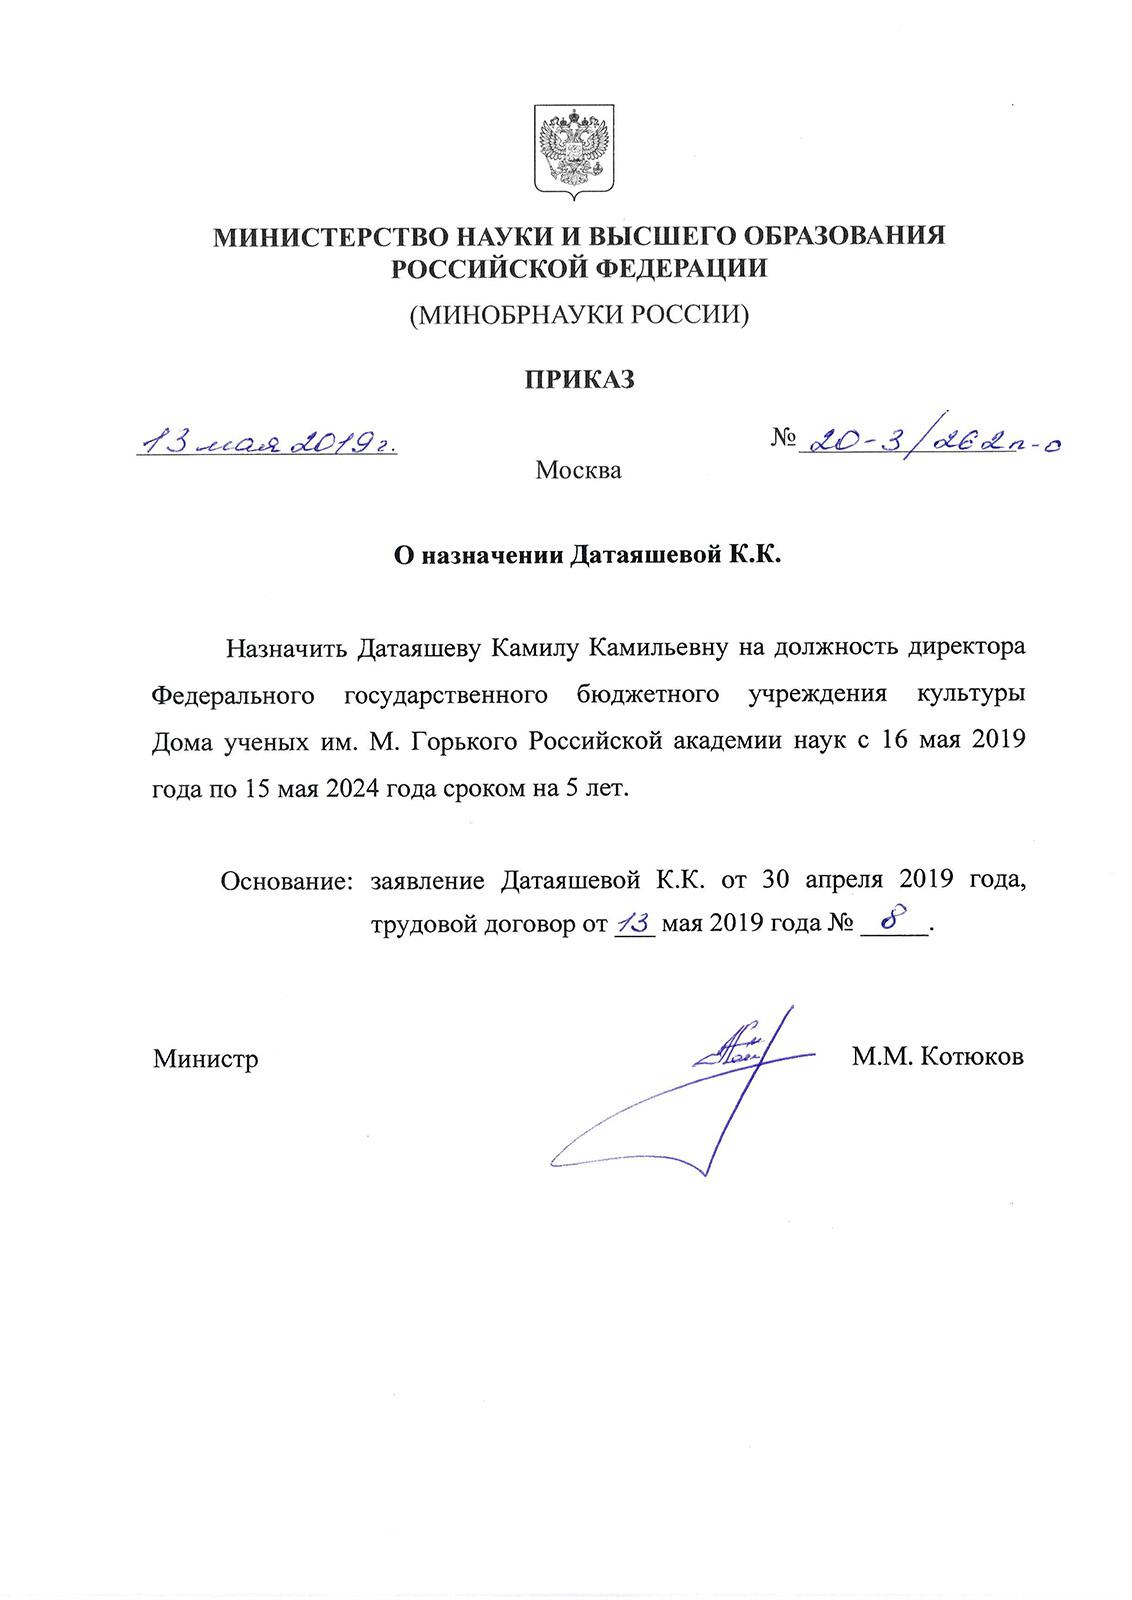 МИНИСТЕРСТВО НАУКИ И ВЫСШЕГО ОБРАЗОВАНИЯ
РОССИЙСКОЙ ФЕДЕРАЦИИ
(МИНОБРНАУКИ РОССИИ)
ПРИКАЗ
13 мая 2019г. № 20-3/262п-о
Москва
О назначении Датаяшевой К.К.
Назначить Датаяшеву Камилу Камильевну на должность директора
Федерального государственного бюджетного учреждения культуры
Дома ученых им. М. Горького Российской академии наук с 16 мая 2019
года по 15 мая 2024 года сроком на 5 лет.
Основание: заявление Датаяшевой К.К. от 30 апреля 2019 года,
трудовой договор от 13 мая 2019 года № 8.
Министр М.М. Котюков